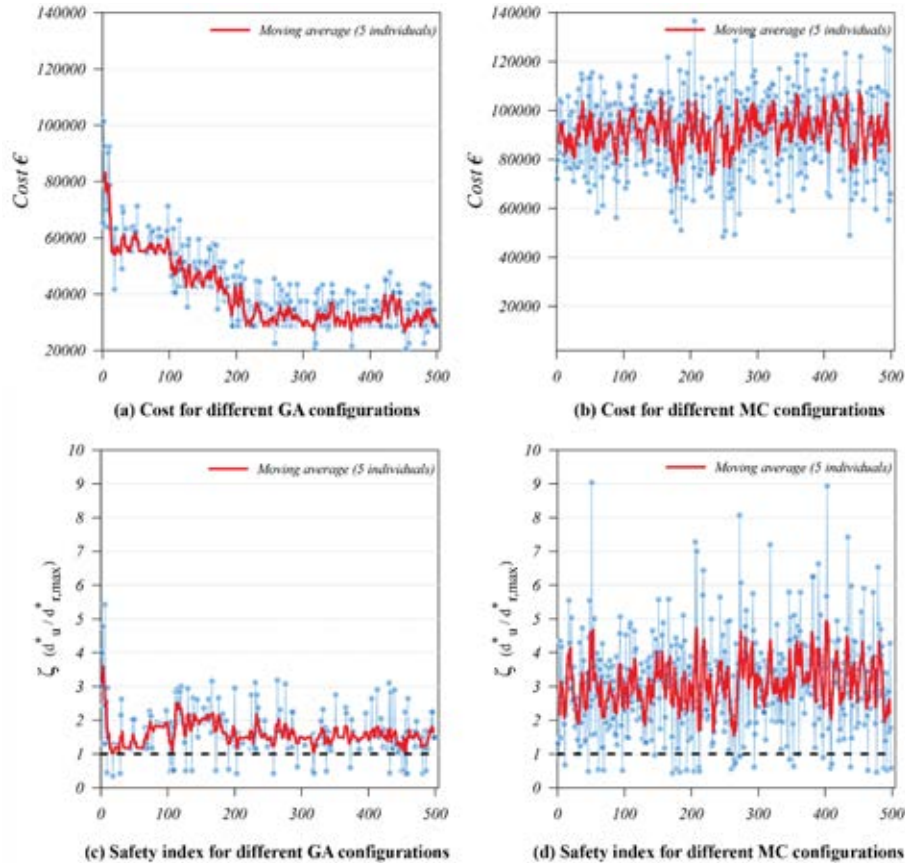 140000
120000
100000
80000
60000
40000
20000
Cost €
Moving average (5 individuals)
0 100 200 300 400 500
(a) Cost for different GA configurations
140000
120000
100000
80000
60000
40000
20000
Cost €
Moving average (5 individuals)
0 100 200 300 400 500
(b) Cost for different MC configurations
10
9
8
7
6
5
4
3
2
1
0
ζ (d*u / d*r,max)
Moving average (5 individuals)
0 100 200 300 400 500
(c) Safety index for different GA configurations
10
9
8
7
6
5
4
3
2
1
0
ζ (d*u / d*r,max)
Moving average (5 individuals)
0 100 200 300 400 500
(d) Safety index for different MC configurations